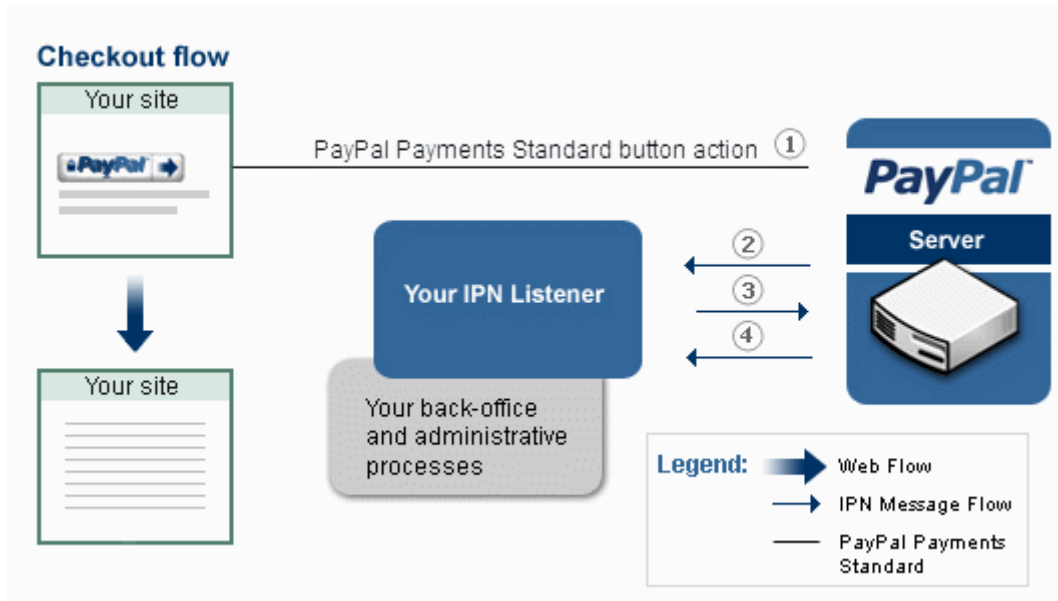 Checkout flow
Your site
PayPal
PayPal Payments Standard button action 1
PayPal™
Server
2
3
4
Your IPN Listener
Your back-office
and administrative
processes
Your site
Legend:
Web Flow
IPN Message Flow
PayPal Payments
Standard